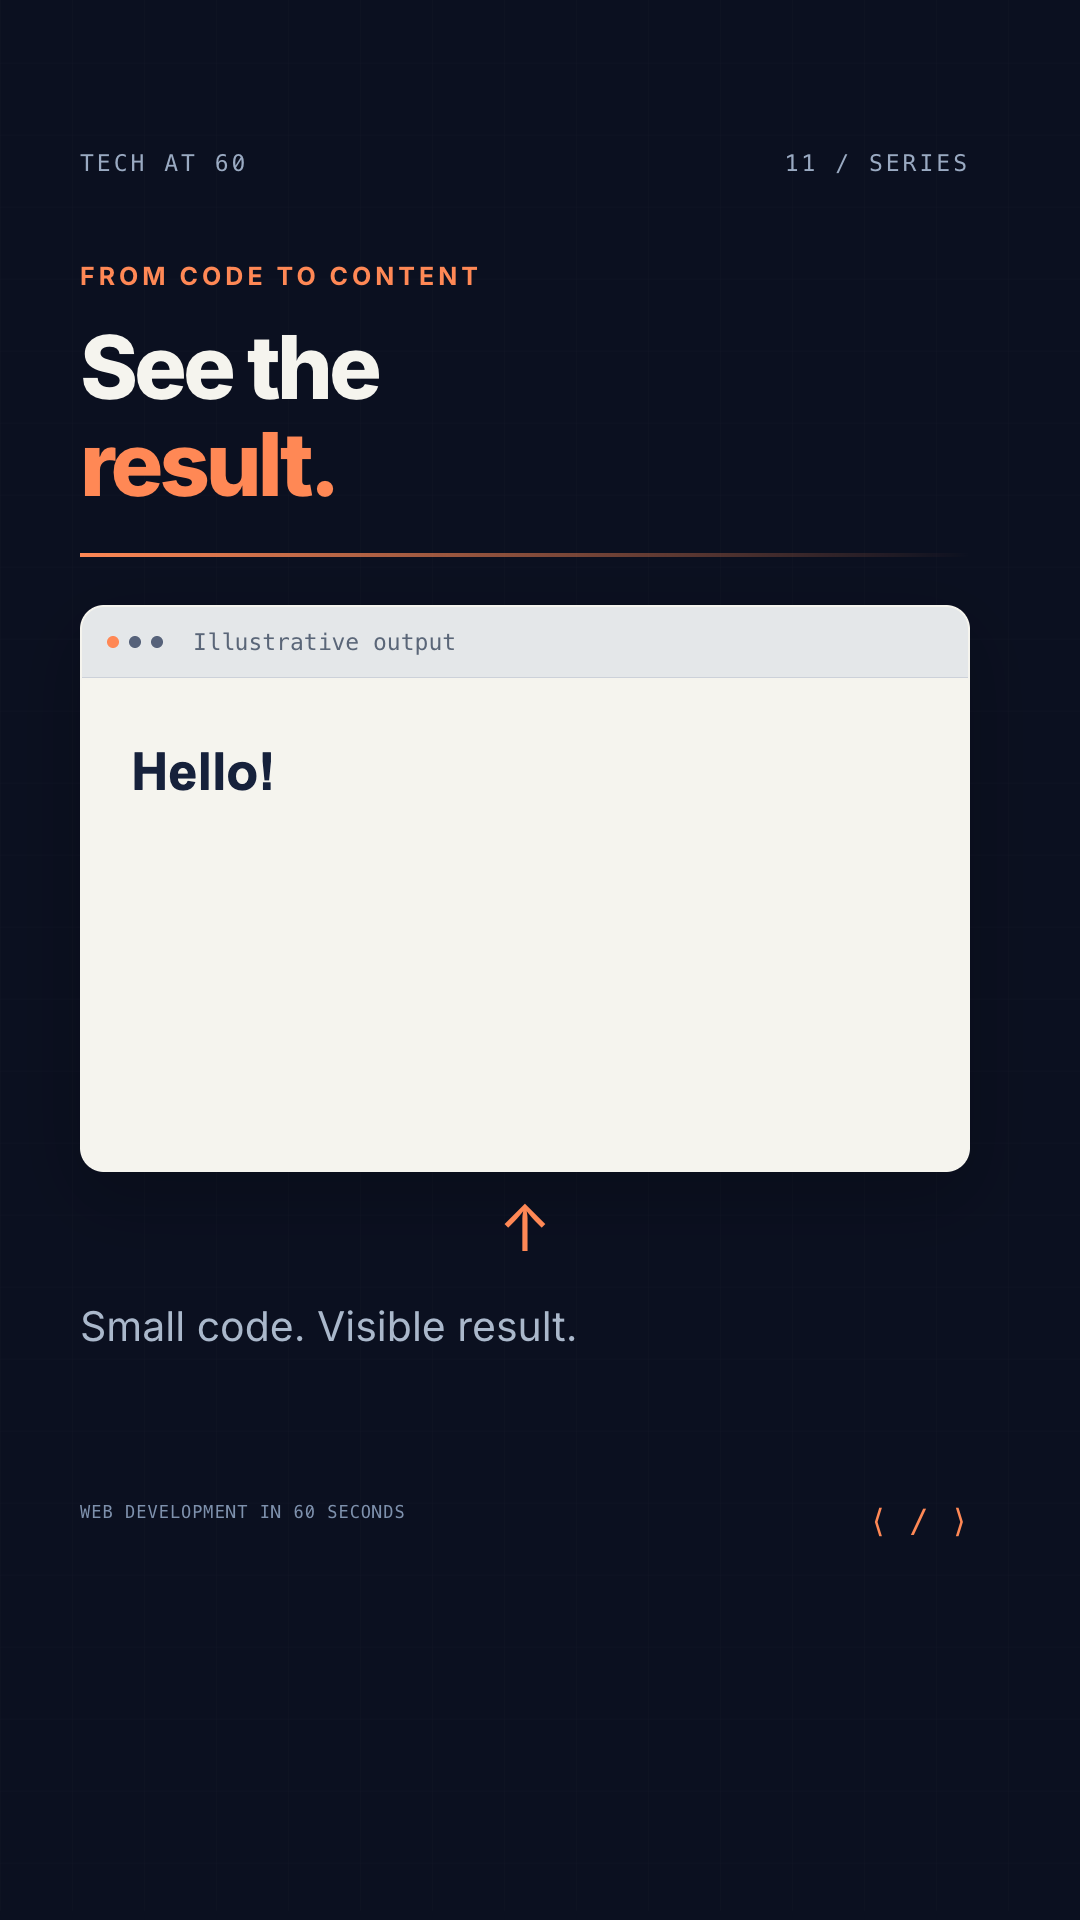 TECH AT 60
11 / SERIES
FROM CODE TO CONTENT
See the
result.
Illustrative output
Hello!
↑
Small code. Visible result.
WEB DEVELOPMENT IN 60 SECONDS
⟨ / ⟩